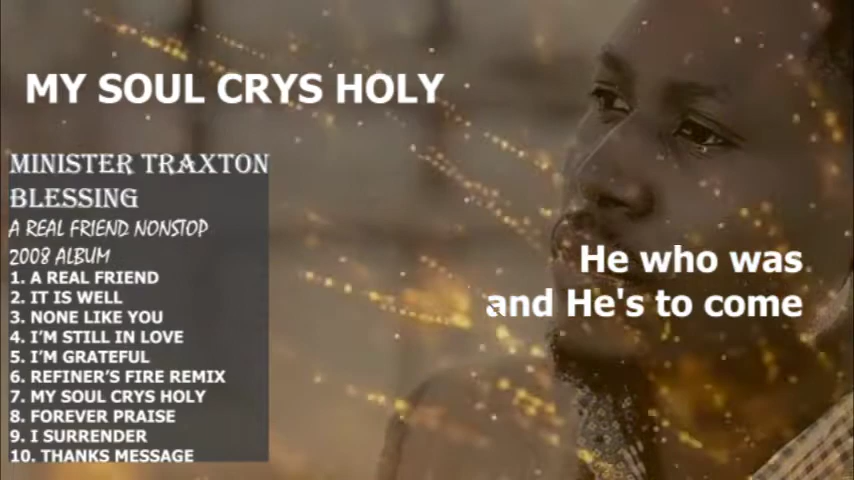 MY SOUL CRYS HOLY
MINISTER TRAXTON
BLESSING
A REAL FRIEND NONSTOP
2008 ALBUM
1. A REAL FRIEND
2. IT IS WELL
3. NONE LIKE YOU
4. I'M STILL IN LOVE
5. I'M GRATEFUL
6. REFINER'S FIRE REMIX
7. MY SOUL CRYS HOLY
8. FOREVER PRAISE
9. I SURRENDER
10. THANKS MESSAGE
He who was
and He's to come